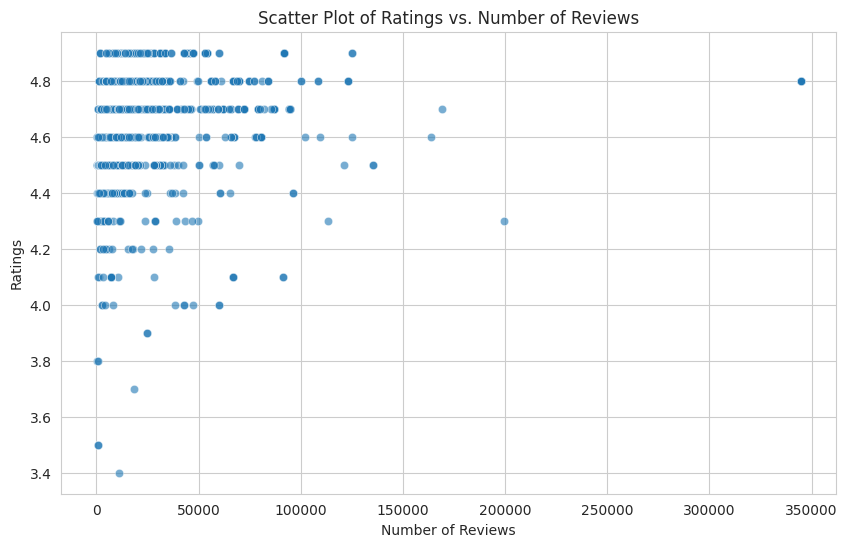 Scatter Plot of Ratings vs. Number of Reviews
Ratings
4.8
4.6
4.4
4.2
4.0
3.8
3.6
3.4
0 50000 100000 150000 200000 250000 300000 350000
Number of Reviews